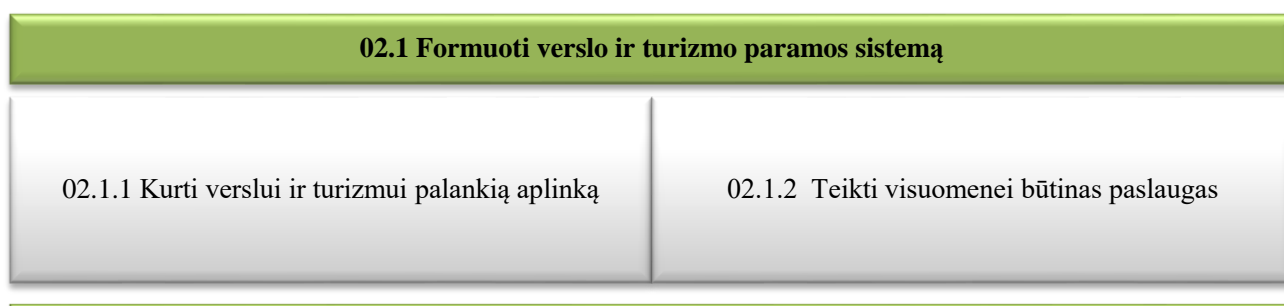 02.1 Formuoti verslo ir turizmo paramos sistemą
02.1.1 Kurti verslui ir turizmui palankią aplinką
02.1.2 Teikti visuomenei būtinas paslaugas